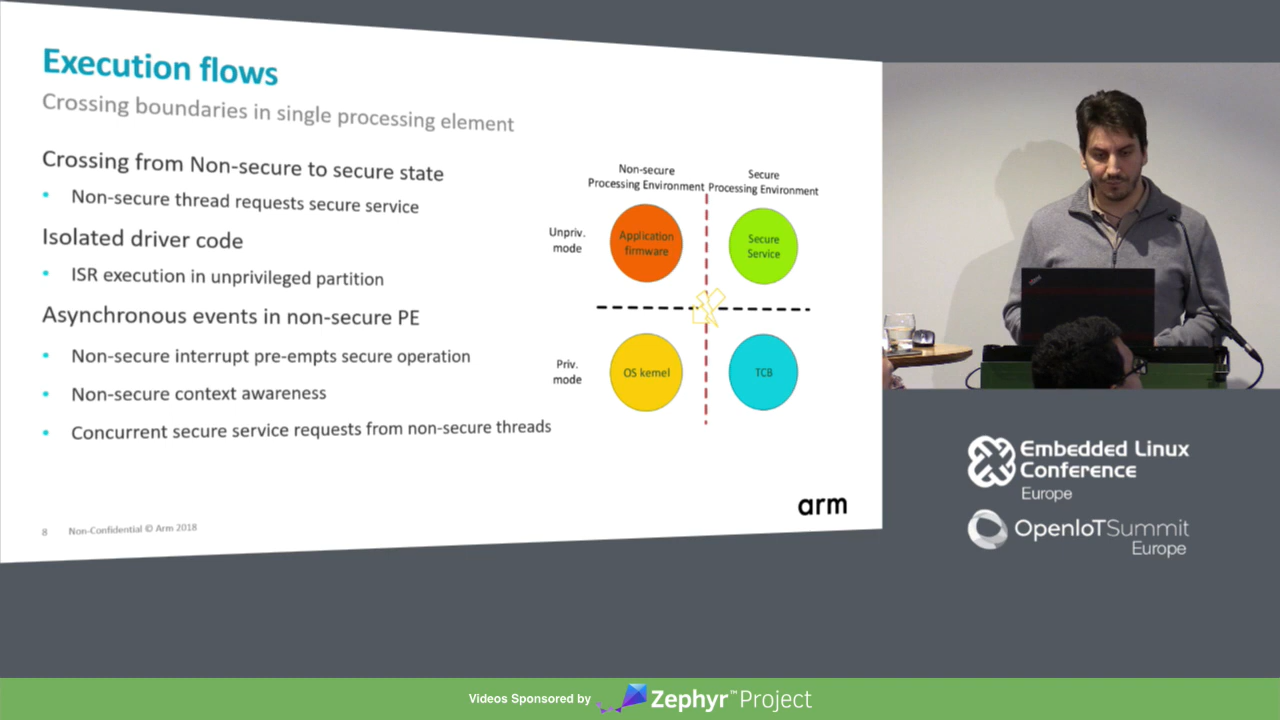 Execution flows
Crossing boundaries in single processing element
Crossing from Non-secure to secure state
• Non-secure thread requests secure service
Isolated driver code
• ISR execution in unprivileged partition
Asynchronous events in non-secure PE
• Non-secure interrupt pre-empts secure operation
• Non-secure context awareness
• Concurrent secure service requests from non-secure threads
Non-secure
Processing Environment
Secure
Processing Environment
Unpriv.
mode
Application
firmware
Secure
Service
Priv.
mode
OS kernel
TCB
8 Non-Confidential © Arm 2018
arm
Embedded Linux
Conference
Europe
OpenIoTSummit
Europe
Videos Sponsored by Zephyr™Project